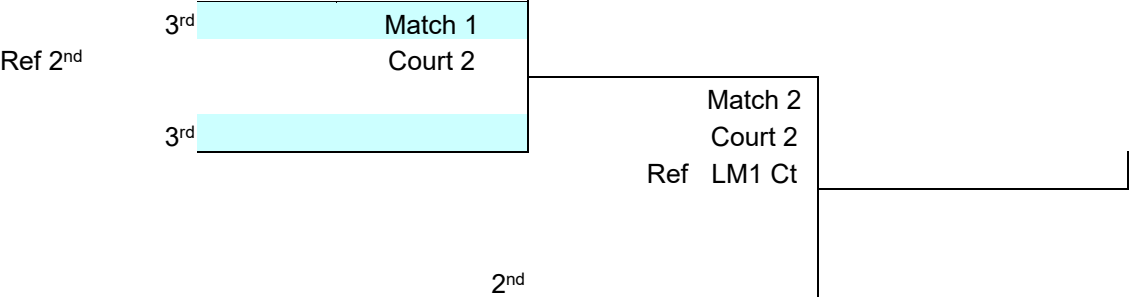 3rd Match 1
Ref 2nd Court 2
Match 2
3rd Court 2
Ref LM1 Ct
2nd